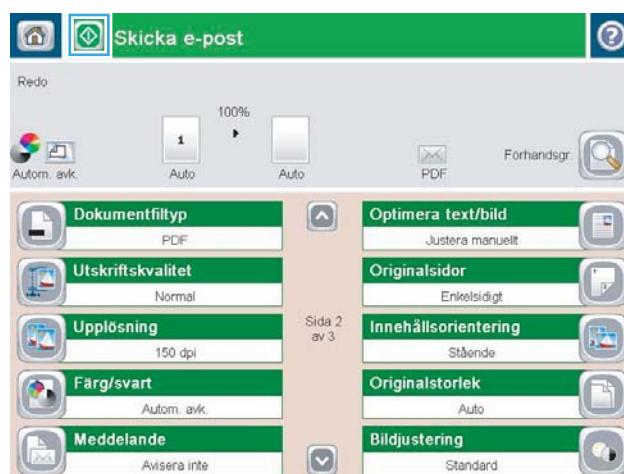 Skicka e-post
Redo
100%
1
Autom. avk.
Auto
Auto
PDF
Förhandsgr.
Dokumentfiltyp
PDF
Utskriftskvalitet
Normal
Upplösning
150 dpi
Färg/svart
Autom. avk.
Meddelande
Avisera inte
Sida 2
av 3
Optimera text/bild
Justera manuellt
Originalsidor
Enkelsidigt
Innehållsorientering
Stående
Originalstorlek
Auto
Bildjustering
Standard